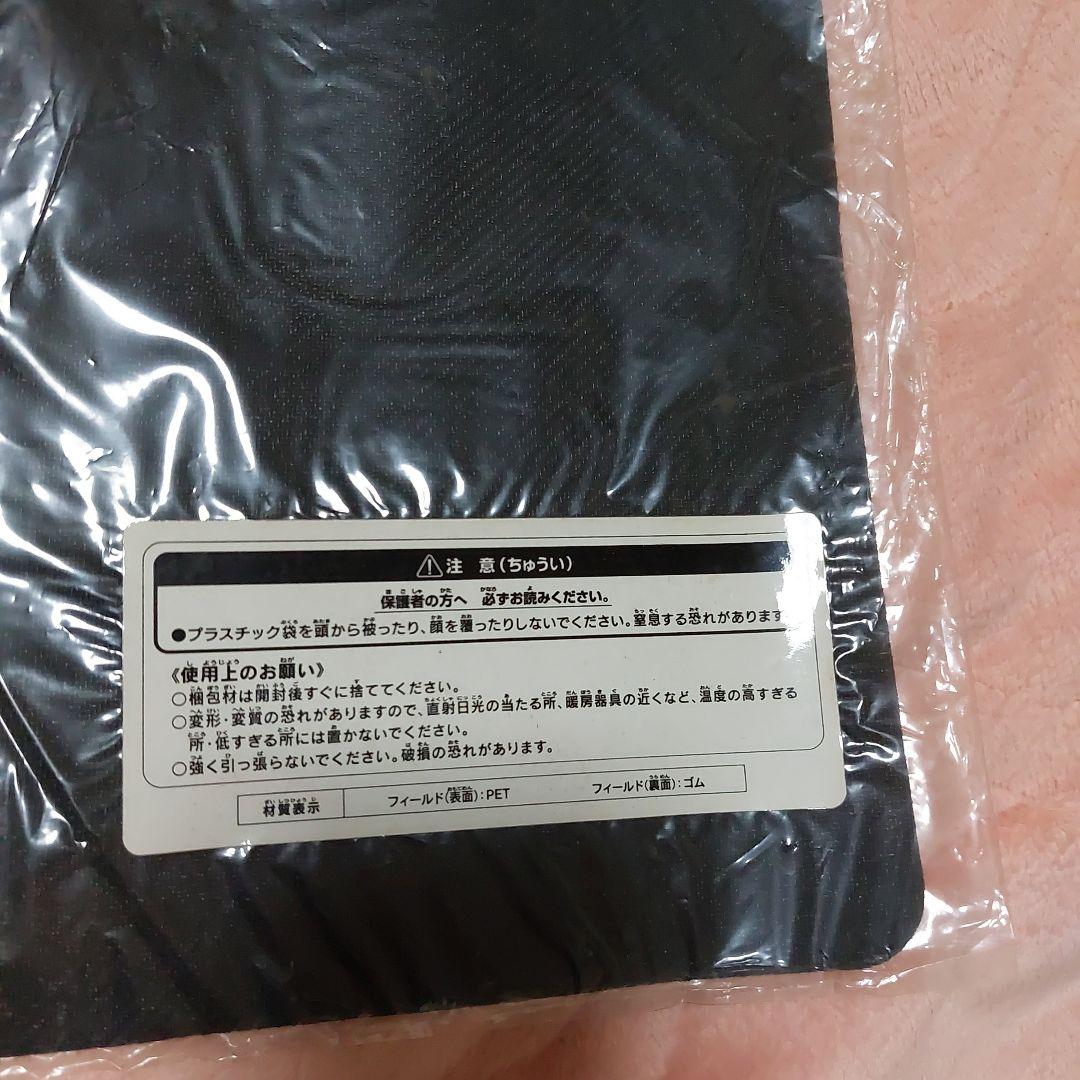 ⚠注 意(ちゅうい)
保護者の方へ 必ずお読みください。
●プラスチック袋を頭から被ったり、顔を覆ったりしないでください。窒息する恐れがあります
《使用上のお願い》
○梱包材は開封後すぐに捨ててください。
○変形・変質の恐れがありますので、直射日光の当たる所、暖房器具の近くなど、温度の高すぎる
所・低すぎる所には置かないでください。
○強く引っ張らないでください。破損の恐れがあります。
材質表示 フィールド(表面):PET フィールド(裏面):ゴム